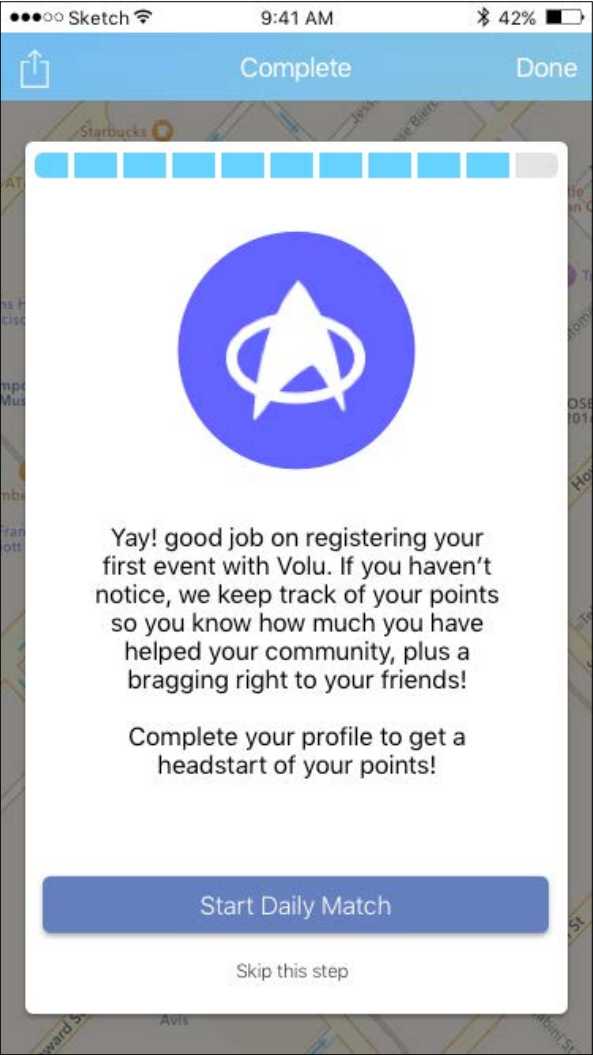 Sketch 9:41 AM 42%
Complete Done
Starbucks
Yay! good job on registering your
first event with Volu. If you haven’t
notice, we keep track of your points
so you know how much you have
helped your community, plus a
bragging right to your friends!
Complete your profile to get a
headstart of your points!
Start Daily Match
Skip this step
St
Avis